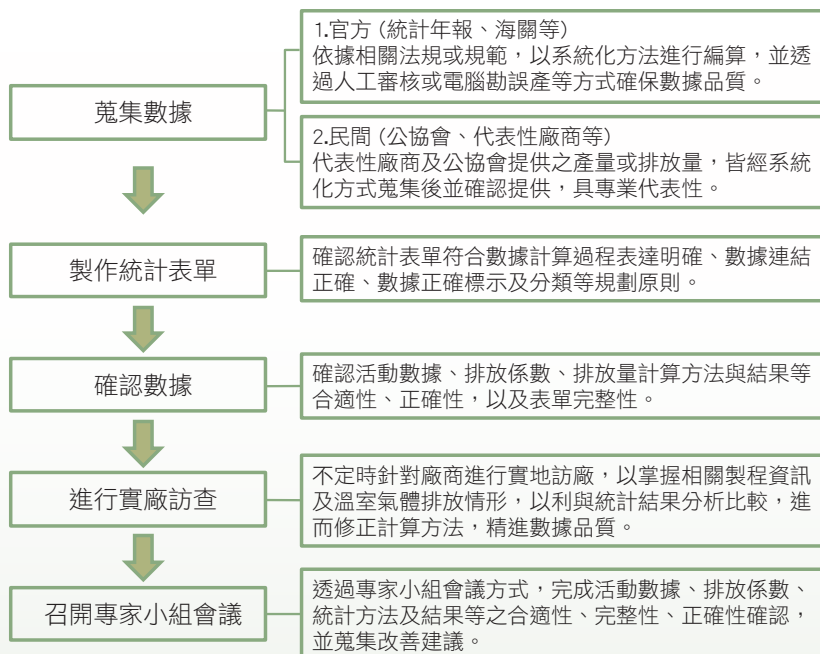 蒐集數據
1.官方 (統計年報、海關等)
依據相關法規或規範，以系統化方法進行編算，並透
過人工審核或電腦勘誤產等方式確保數據品質。
2.民間 (公協會、代表性廠商等)
代表性廠商及公協會提供之產量或排放量，皆經系統
化方式蒐集後並確認提供，具專業代表性。
製作統計表單
確認統計表單符合數據計算過程表達明確、數據連結
正確、數據正確標示及分類等規劃原則。
確認數據
確認活動數據、排放係數、排放量計算方法與結果等
合適性、正確性，以及表單完整性。
進行實廠訪查
不定時針對廠商進行實地訪廠，以掌握相關製程資訊
及溫室氣體排放情形，以利與統計結果分析比較，進
而修正計算方法，精進數據品質。
召開專家小組會議
透過專家小組會議方式，完成活動數據、排放係數、
統計方法及結果等之合適性、完整性、正確性確認，
並蒐集改善建議。